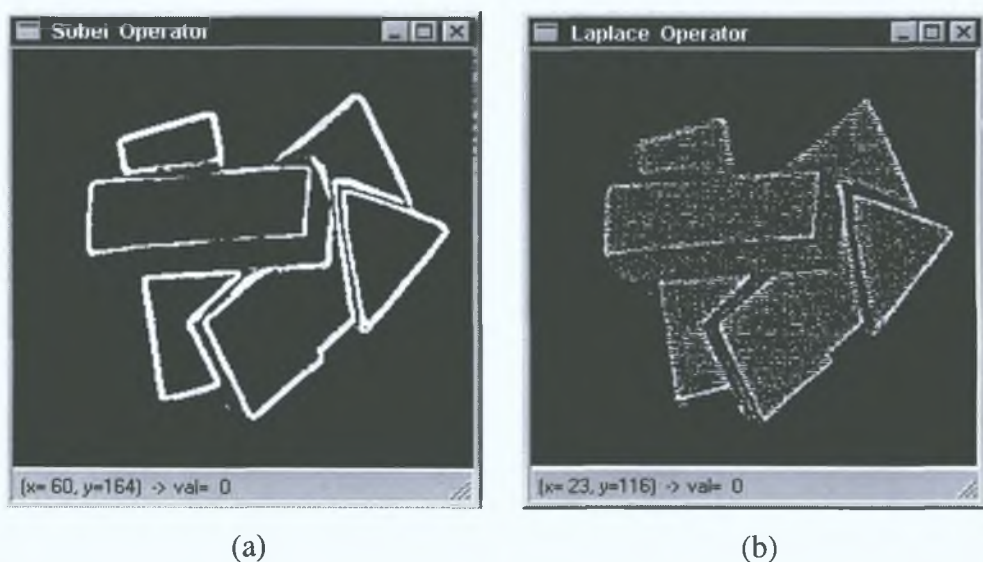 Sobel Operator
Laplace Operator
(x= 60, y=164) -> val= 0
(x= 23, y=116) -> val= 0
(a)
(b)